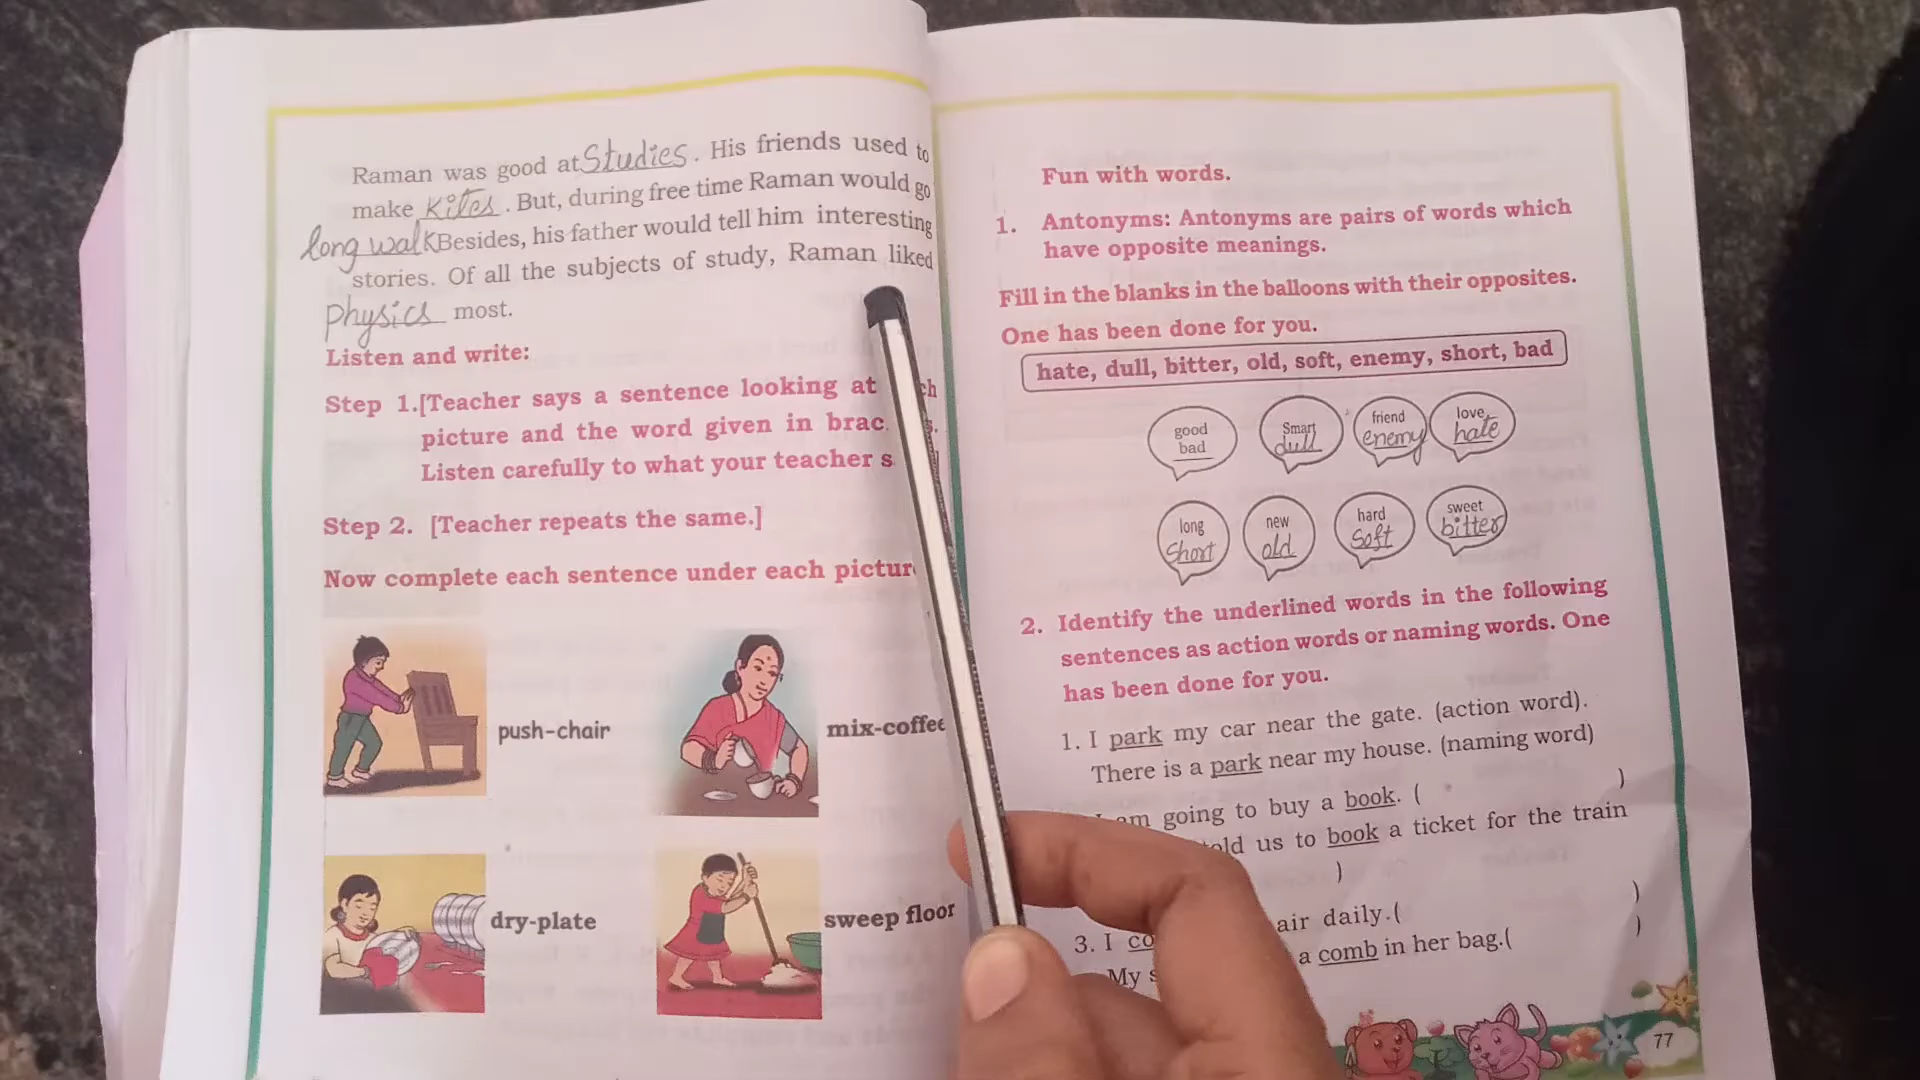 Raman was good at Studies. His friends used to
make Kites. But, during free time Raman would go
long walk Besides, his father would tell him interesting
stories. Of all the subjects of study, Raman liked
Physics most.
Listen and write:
Step 1.[Teacher says a sentence looking at
picture and the word given in brac
Listen carefully to what your teacher s
Step 2. [Teacher repeats the same.]
Now complete each sentence under each pictur
push-chair
mix-coffee
dry-plate
sweep floor
Fun with words.
1. Antonyms: Antonyms are pairs of words which
have opposite meanings.
Fill in the blanks in the balloons with their opposites.
One has been done for you.
hate, dull, bitter, old, soft, enemy, short, bad
good
bad
Smart
dull
friend
enemy
love
hate
long
Short
new
old
hard
Soft
sweet
bitter
2. Identify the underlined words in the following
sentences as action words or naming words. One
has been done for you.
1. I park my car near the gate. (action word).
There is a park near my house. (naming word)
am going to buy a book. ( )
told us to book a ticket for the train
)
3. I co air daily.( )
My s a comb in her bag.( )
77